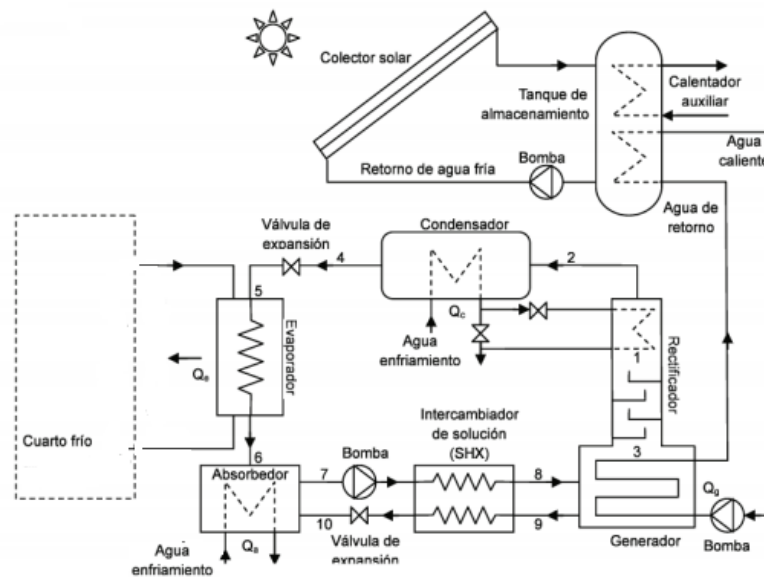 Colector solar
Tanque de
almacenamiento
Calentador
auxiliar
Agua
caliente
Bomba
Retorno de agua fría
Agua de
retorno
Válvula de
expansión
Condensador
4
2
5
Evaporador
Qc
Agua
enfriamiento
1
Rectificador
Qe
Cuarto frío
Intercambiador
de solución
(SHX)
Bomba
6
Absorbedor
7
8
3
Qg
10
9
Válvula de
expansión
Generador
Bomba
Agua
enfriamiento
Qa